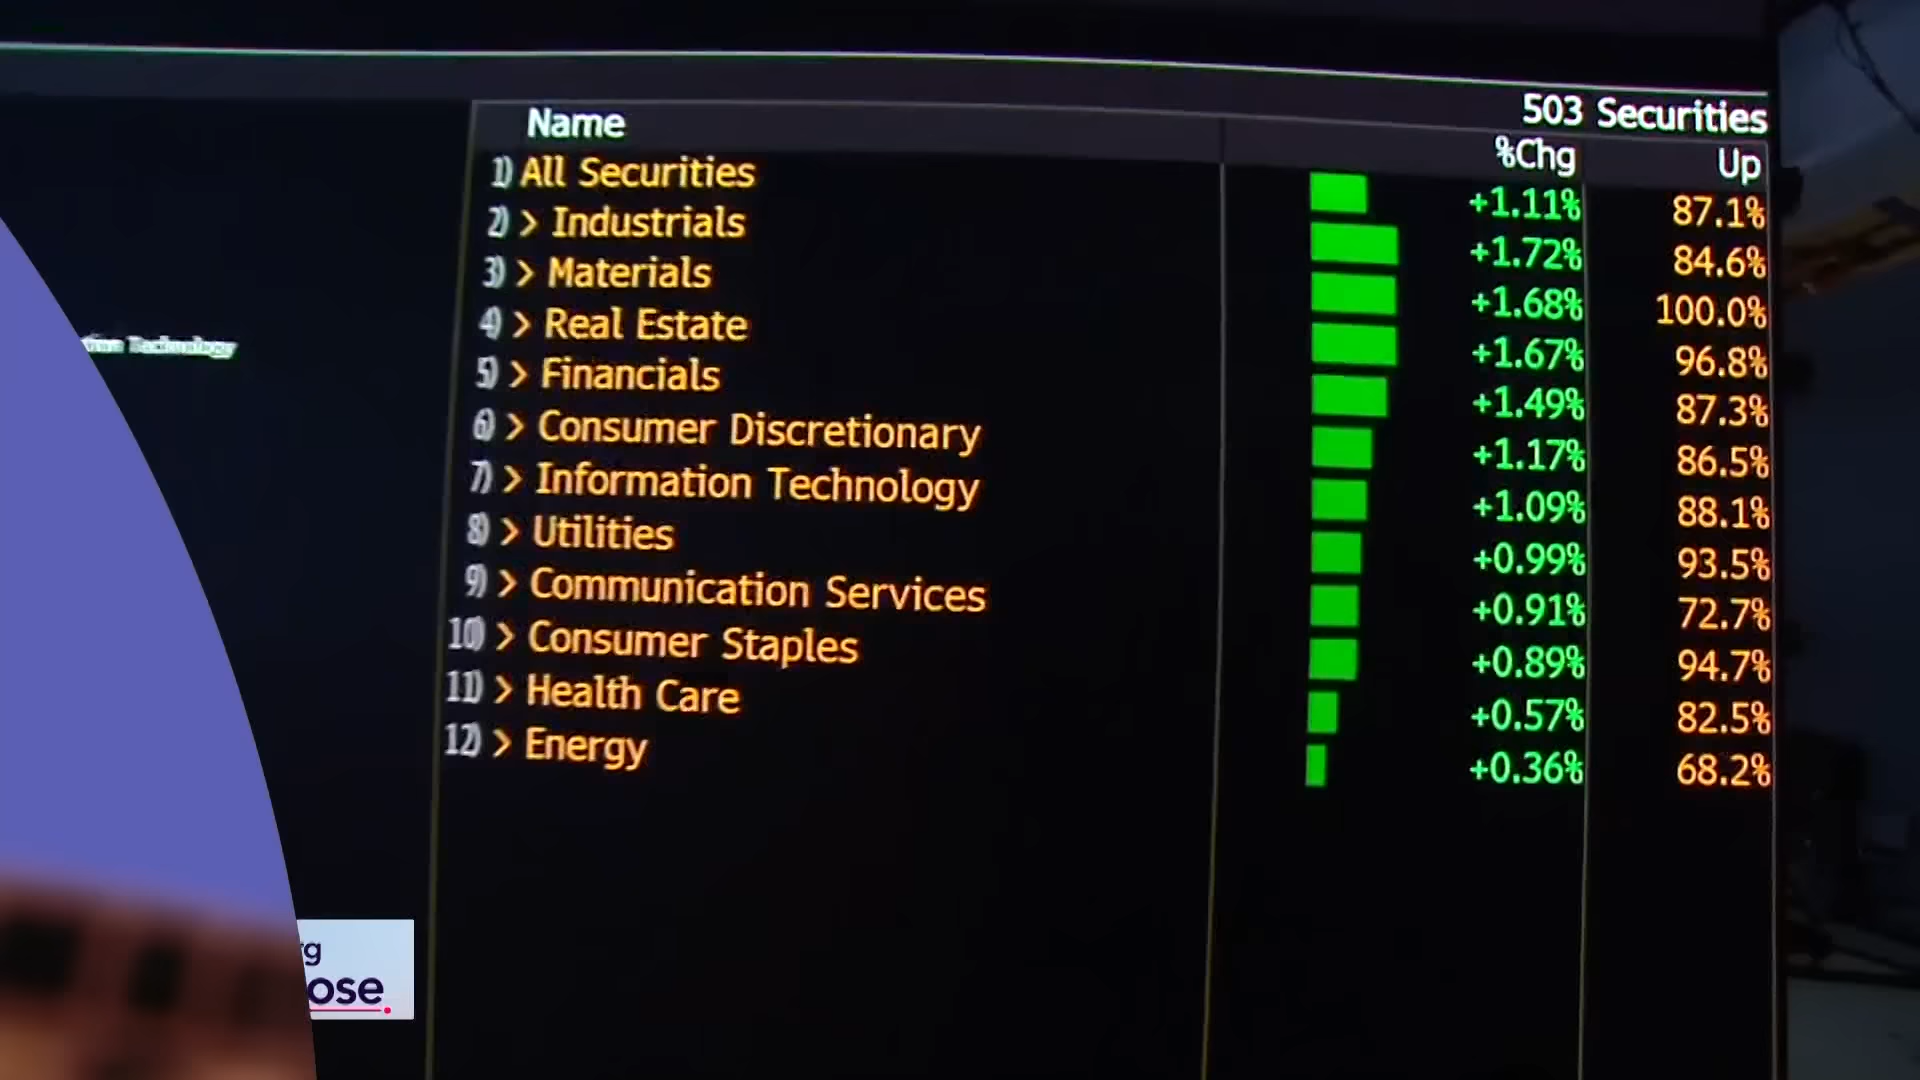 503 Securities
Name %Chg Up
1) All Securities +1.11% 87.1%
2) > Industrials +1.72% 84.6%
3) > Materials +1.68% 100.0%
4) > Real Estate +1.67% 96.8%
5) > Financials +1.49% 87.3%
6) > Consumer Discretionary +1.17% 86.5%
7) > Information Technology +1.09% 88.1%
8) > Utilities +0.99% 93.5%
9) > Communication Services +0.91% 72.7%
10) > Consumer Staples +0.89% 94.7%
11) > Health Care +0.57% 82.5%
12) > Energy +0.36% 68.2%
Technology
rg
ose